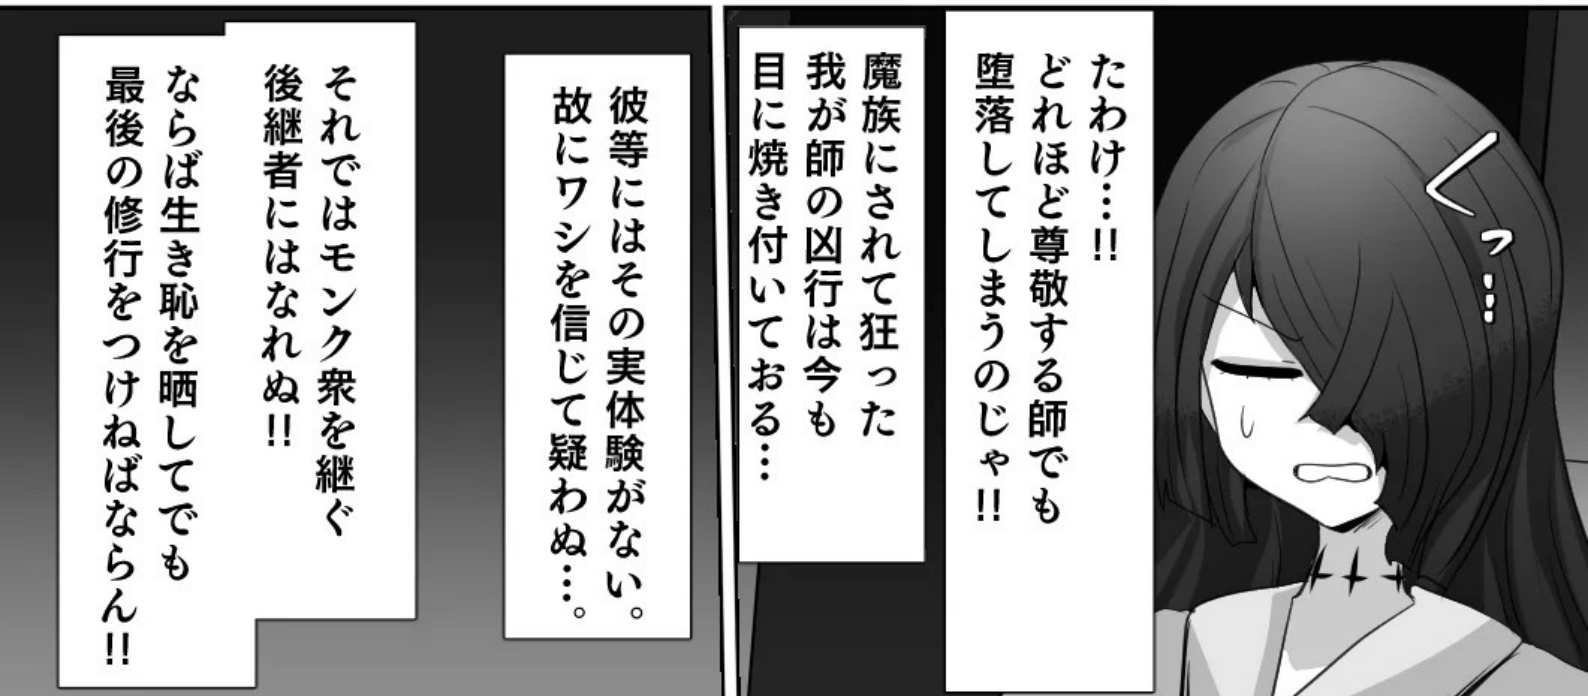 くっ…
たわけ…!!
どれほど尊敬する師でも
堕落してしまうのじゃ!!
魔族にされて狂った
我が師の凶行は今も
目に焼き付いておる…
彼等にはその実体験がない。
故にワシを信じて疑わぬ…。
それではモンク衆を継ぐ
後継者にはなれぬ!!
ならば生き恥を晒してでも
最後の修行をつけねばならん!!